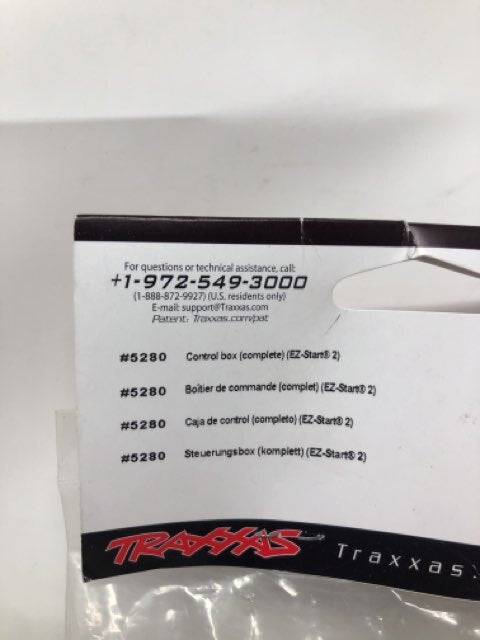 For questions or technical assistance, call:
+1-972-549-3000
(1-888-872-9927) (U.S. residents only)
E-mail: support@Traxxas.com
Patent: Traxxas.com/pat
#5280 Control box (complete) (EZ-Start® 2)
#5280 Boîtier de commande (complet) (EZ-Start® 2)
#5280 Caja de control (completo) (EZ-Start® 2)
#5280 Steuerungsbox (komplett) (EZ-Start® 2)
TRAXXAS Traxxas.